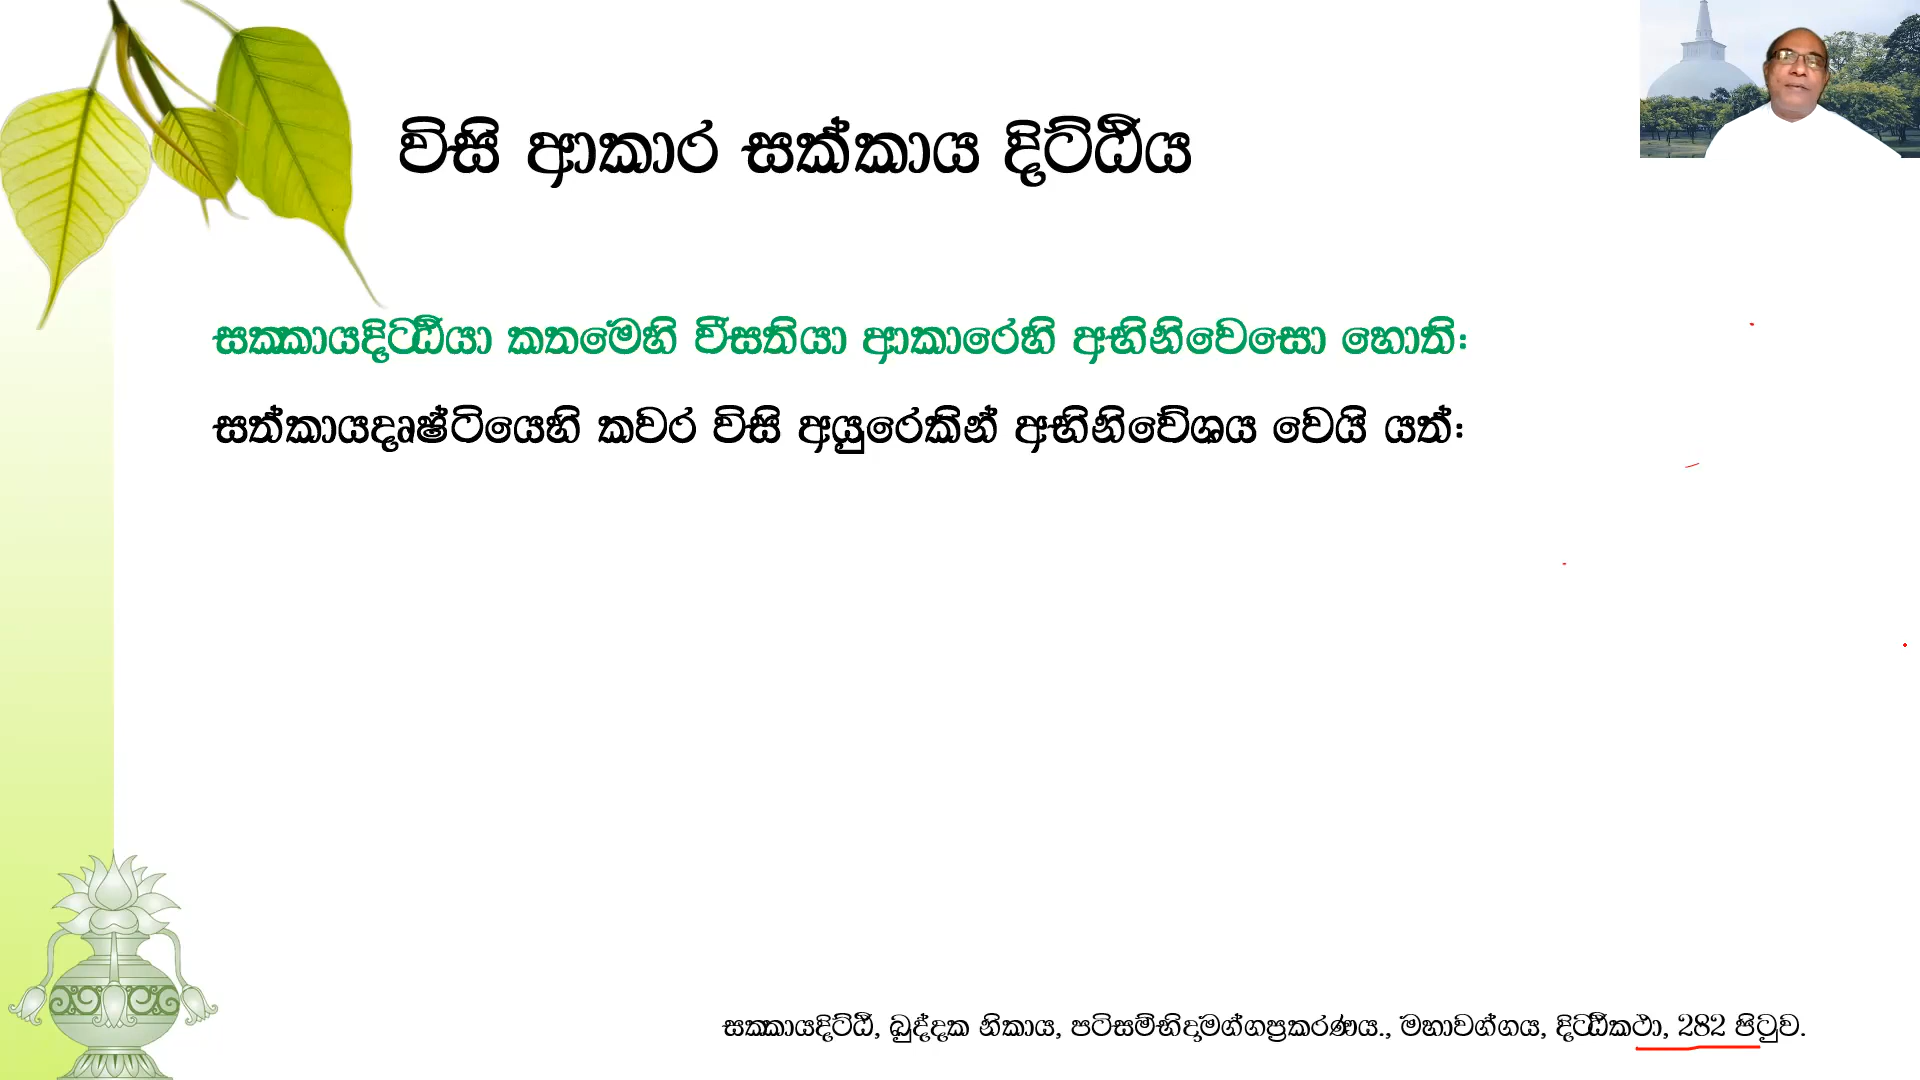 විසි ආකාර සක්කාය දිට්ඨිය
සක්කායදිට්ඨියා කතමෙහි වීසතියා ආකාරෙහි අභිනිවෙසො හොති:
සත්කායදෘෂ්ටියෙහි කවර විසි අයුරෙකින් අභිනිවේශය වෙයි යත්:
සක්කායදිට්ඨි, ඛුද්දක නිකාය, පටිසම්භිදාමග්ගප්‍රකරණය., මහාවග්ගය, දිට්ඨිකථා, 282 පිටුව.